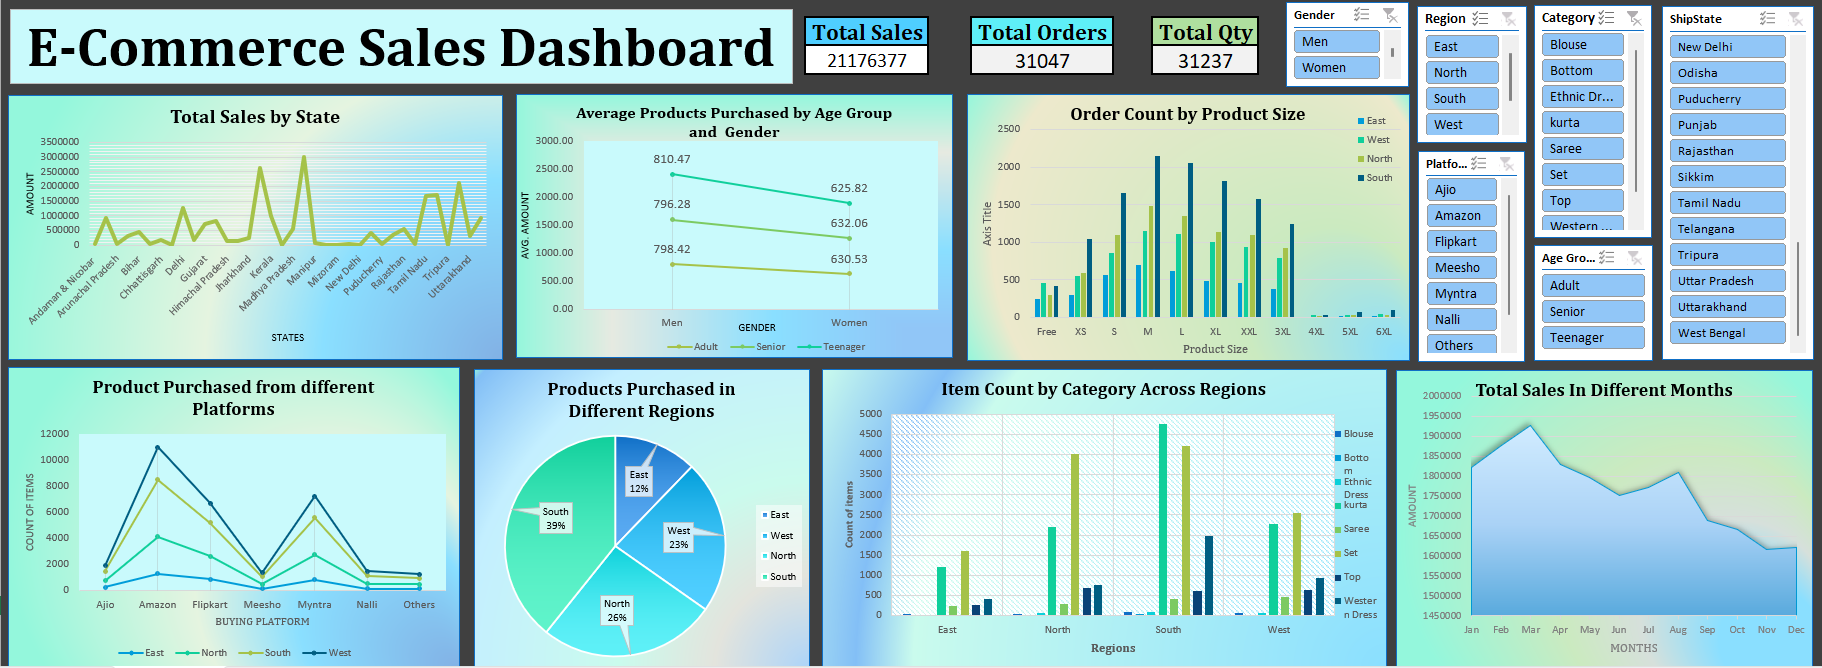 E-Commerce Sales Dashboard
Total Sales
21176377
Total Orders
31047
Total Qty
31237
Gender
Men
Women
Region
East
North
South
West
Category
Blouse
Bottom
Ethnic Dr...
kurta
Saree
Set
Top
Western ...
ShipState
New Delhi
Odisha
Puducherry
Punjab
Rajasthan
Sikkim
Tamil Nadu
Telangana
Tripura
Uttar Pradesh
Uttarakhand
West Bengal
Platfo...
Ajio
Amazon
Flipkart
Meesho
Myntra
Nalli
Others
Age Gro...
Adult
Senior
Teenager
Total Sales by State
AMOUNT
3500000
3000000
2500000
2000000
1500000
1000000
500000
0
Andaman & Nicobar
Arunachal Pradesh
Bihar
Chhattisgarh
Delhi
Gujarat
Himachal Pradesh
Jharkhand
Kerala
Madhya Pradesh
Manipur
Mizoram
New Delhi
Puducherry
Rajasthan
Tamil Nadu
Tripura
Uttarakhand
STATES
Average Products Purchased by Age Group
and Gender
AVG. AMOUNT
3000.00
2500.00
2000.00
1500.00
1000.00
500.00
0.00
810.47
625.82
796.28
632.06
798.42
630.53
Men
Women
GENDER
Adult
Senior
Teenager
Order Count by Product Size
Axis Title
2500
2000
1500
1000
500
0
East
West
North
South
Free
XS
S
M
L
XL
XXL
3XL
4XL
5XL
6XL
Product Size
Product Purchased from different
Platforms
COUNT OF ITEMS
12000
10000
8000
6000
4000
2000
0
Ajio
Amazon
Flipkart
Meesho
Myntra
Nalli
Others
BUYING PLATFORM
East
North
South
West
Products Purchased in
Different Regions
East
12%
West
23%
North
26%
South
39%
East
West
North
South
Item Count by Category Across Regions
Count of items
5000
4500
4000
3500
3000
2500
2000
1500
1000
500
0
East
North
South
West
Regions
Blouse
Botto
m
Ethnic
Dress
kurta
Saree
Set
Top
Wester
n Dress
Total Sales In Different Months
AMOUNT
2000000
1950000
1900000
1850000
1800000
1750000
1700000
1650000
1600000
1550000
1500000
1450000
Jan
Feb
Mar
Apr
May
Jun
Jul
Aug
Sep
Oct
Nov
Dec
MONTHS